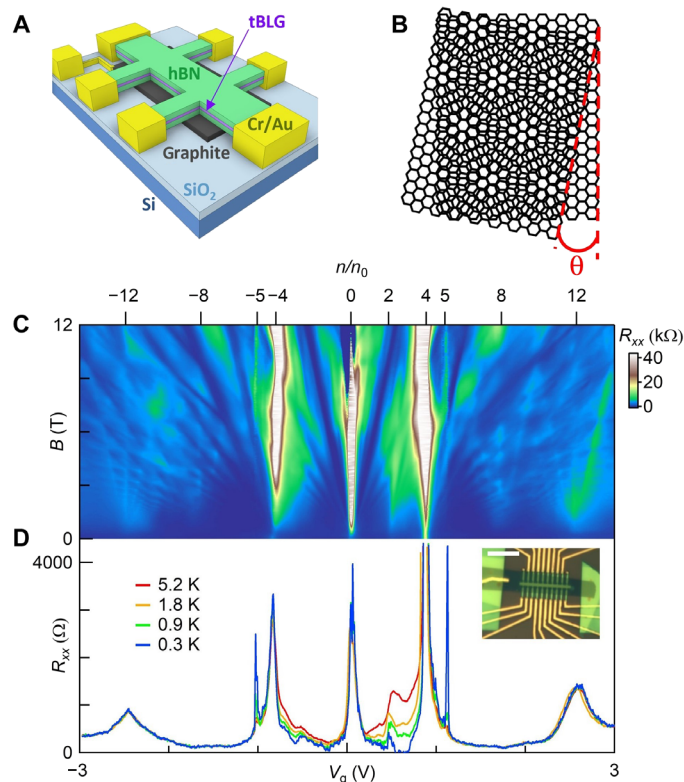 A
tBLG
hBN
Cr/Au
Graphite
SiO₂
Si
B
θ
n/n₀
−12 −8 −5 −4 0 2 4 5 8 12
C
12
B (T)
0
Rₓₓ (kΩ)
40
20
0
D
4000
Rₓₓ (Ω)
0
5.2 K
1.8 K
0.9 K
0.3 K
−3 0 3
V_g (V)